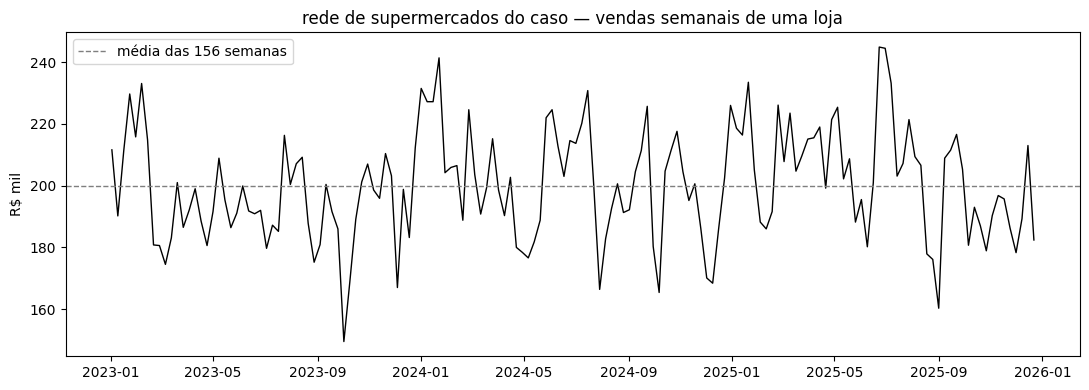 rede de supermercados do caso — vendas semanais de uma loja
média das 156 semanas
R$ mil
240
220
200
180
160
2023-01 2023-05 2023-09 2024-01 2024-05 2024-09 2025-01 2025-05 2025-09 2026-01